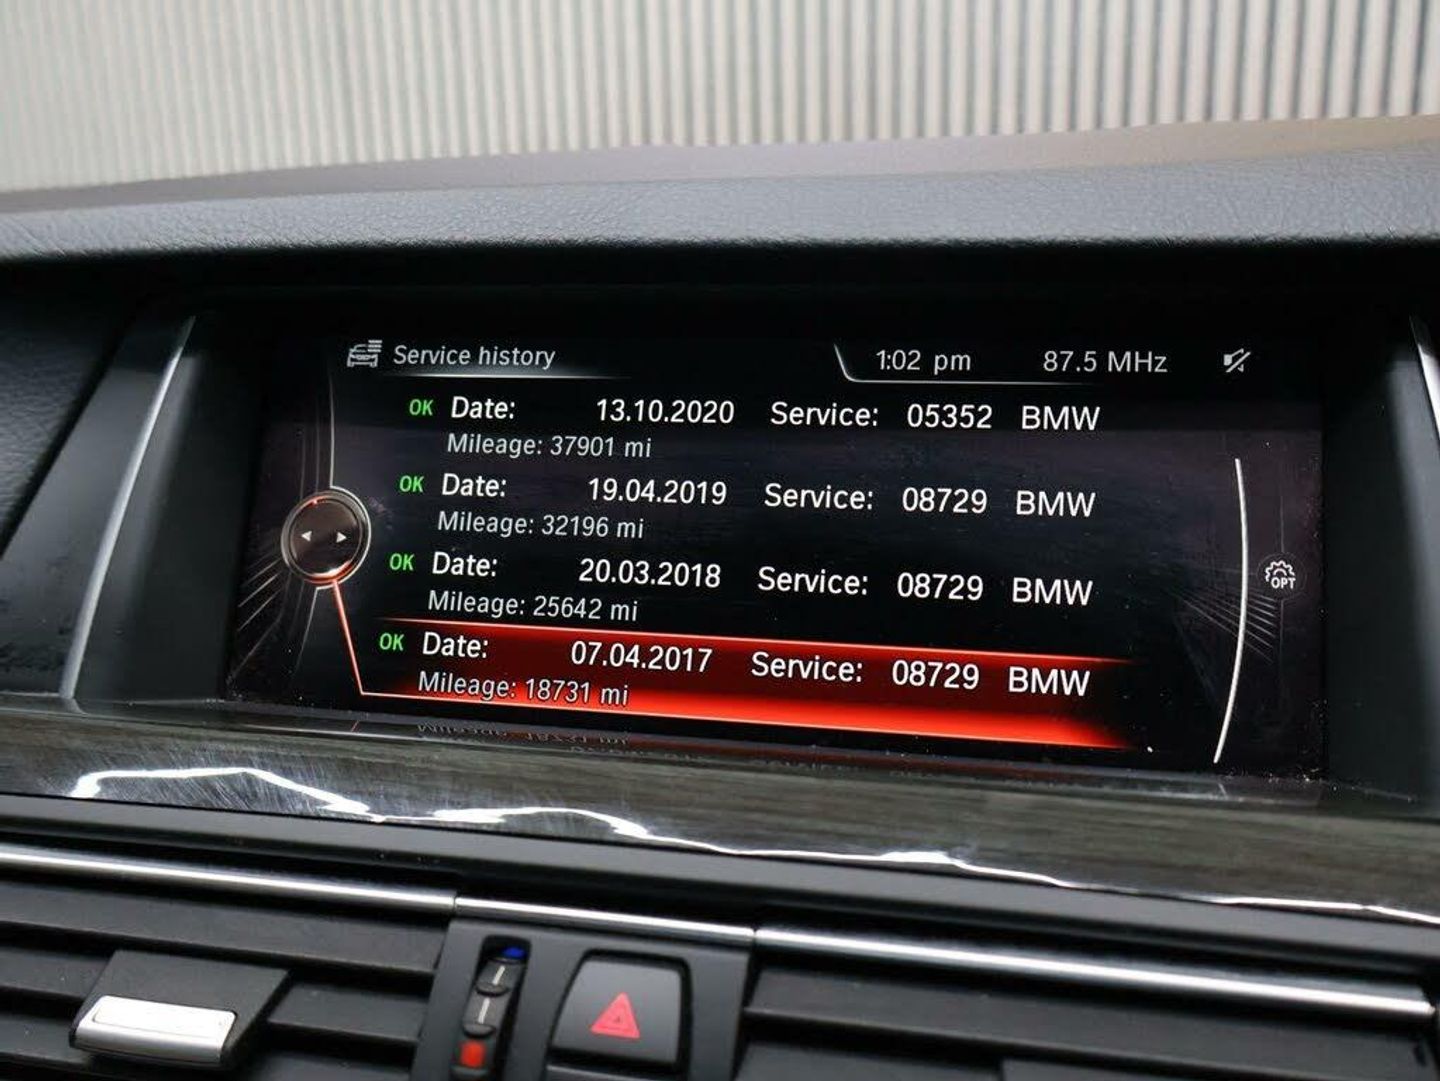 Service history 1:02 pm 87.5 MHz
OK Date: 13.10.2020 Service: 05352 BMW
Mileage: 37901 mi
OK Date: 19.04.2019 Service: 08729 BMW
Mileage: 32196 mi
OK Date: 20.03.2018 Service: 08729 BMW
Mileage: 25642 mi
OK Date: 07.04.2017 Service: 08729 BMW
Mileage: 18731 mi
OPT